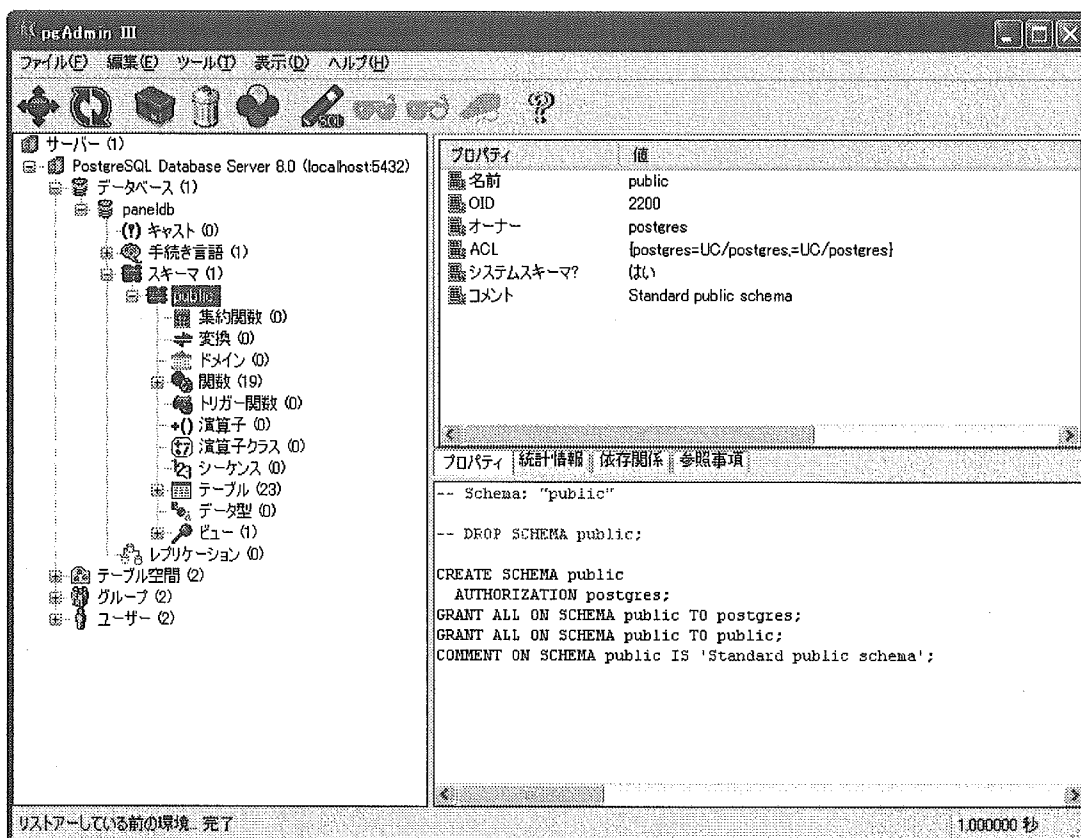 pgAdmin III
ファイル(F) 編集(E) ツール(T) 表示(D) ヘルプ(H)
SQL
サーバー (1)
PostgreSQL Database Server 8.0 (localhost:5432)
データベース (1)
paneldb
キャスト (0)
手続き言語 (1)
スキーマ (1)
public
集約関数 (0)
変換 (0)
ドメイン (0)
関数 (19)
トリガー関数 (0)
演算子 (0)
演算子クラス (0)
シーケンス (0)
テーブル (23)
データ型 (0)
ビュー (1)
レプリケーション (0)
テーブル空間 (2)
グループ (2)
ユーザー (2)
プロパティ 値
名前 public
OID 2200
オーナー postgres
ACL {postgres=UC/postgres,=UC/postgres}
システムスキーマ? はい
コメント Standard public schema
プロパティ 統計情報 依存関係 参照事項
-- Schema: "public"
-- DROP SCHEMA public;
CREATE SCHEMA public
AUTHORIZATION postgres;
GRANT ALL ON SCHEMA public TO postgres;
GRANT ALL ON SCHEMA public TO public;
COMMENT ON SCHEMA public IS 'Standard public schema';
リストアーしている前の環境... 完了 1.000000 秒